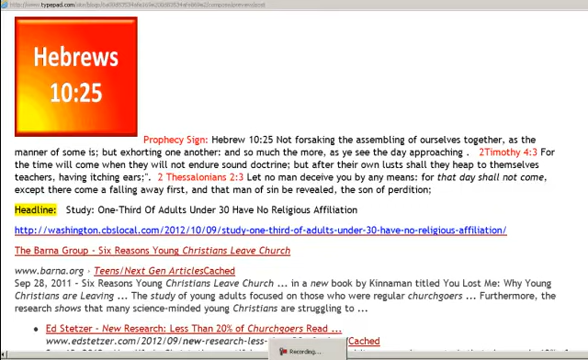 Hebrews
10:25
Prophecy Sign: Hebrew 10:25 Not forsaking the assembling of ourselves together, as the
manner of some is; but exhorting one another: and so much the more, as ye see the day approaching . 2Timothy 4:3 For
the time will come when they will not endure sound doctrine; but after their own lusts shall they heap to themselves
teachers, having itching ears;". 2 Thessalonians 2:3 Let no man deceive you by any means: for that day shall not come,
except there come a falling away first, and that man of sin be revealed, the son of perdition;
Headline: Study: One-Third Of Adults Under 30 Have No Religious Affiliation
http://washington.cbslocal.com/2012/10/09/study-one-third-of-adults-under-30-have-no-religious-affiliation/
The Barna Group - Six Reasons Young Christians Leave Church
www.barna.org - Teens/Next Gen ArticlesCached
Sep 28, 2011 - Six Reasons Young Christians Leave Church ... in a new book by Kinnaman titled You Lost Me: Why Young
Christians are Leaving ... The study of young adults focused on those who were regular churchgoers ... Furthermore, the
research shows that many science-minded young Christians are struggling to ...
Ed Stetzer - New Research: Less Than 20% of Churchgoers Read ...
www.edstetzer.com/2012/09/new-research-less- Cached
Recording...